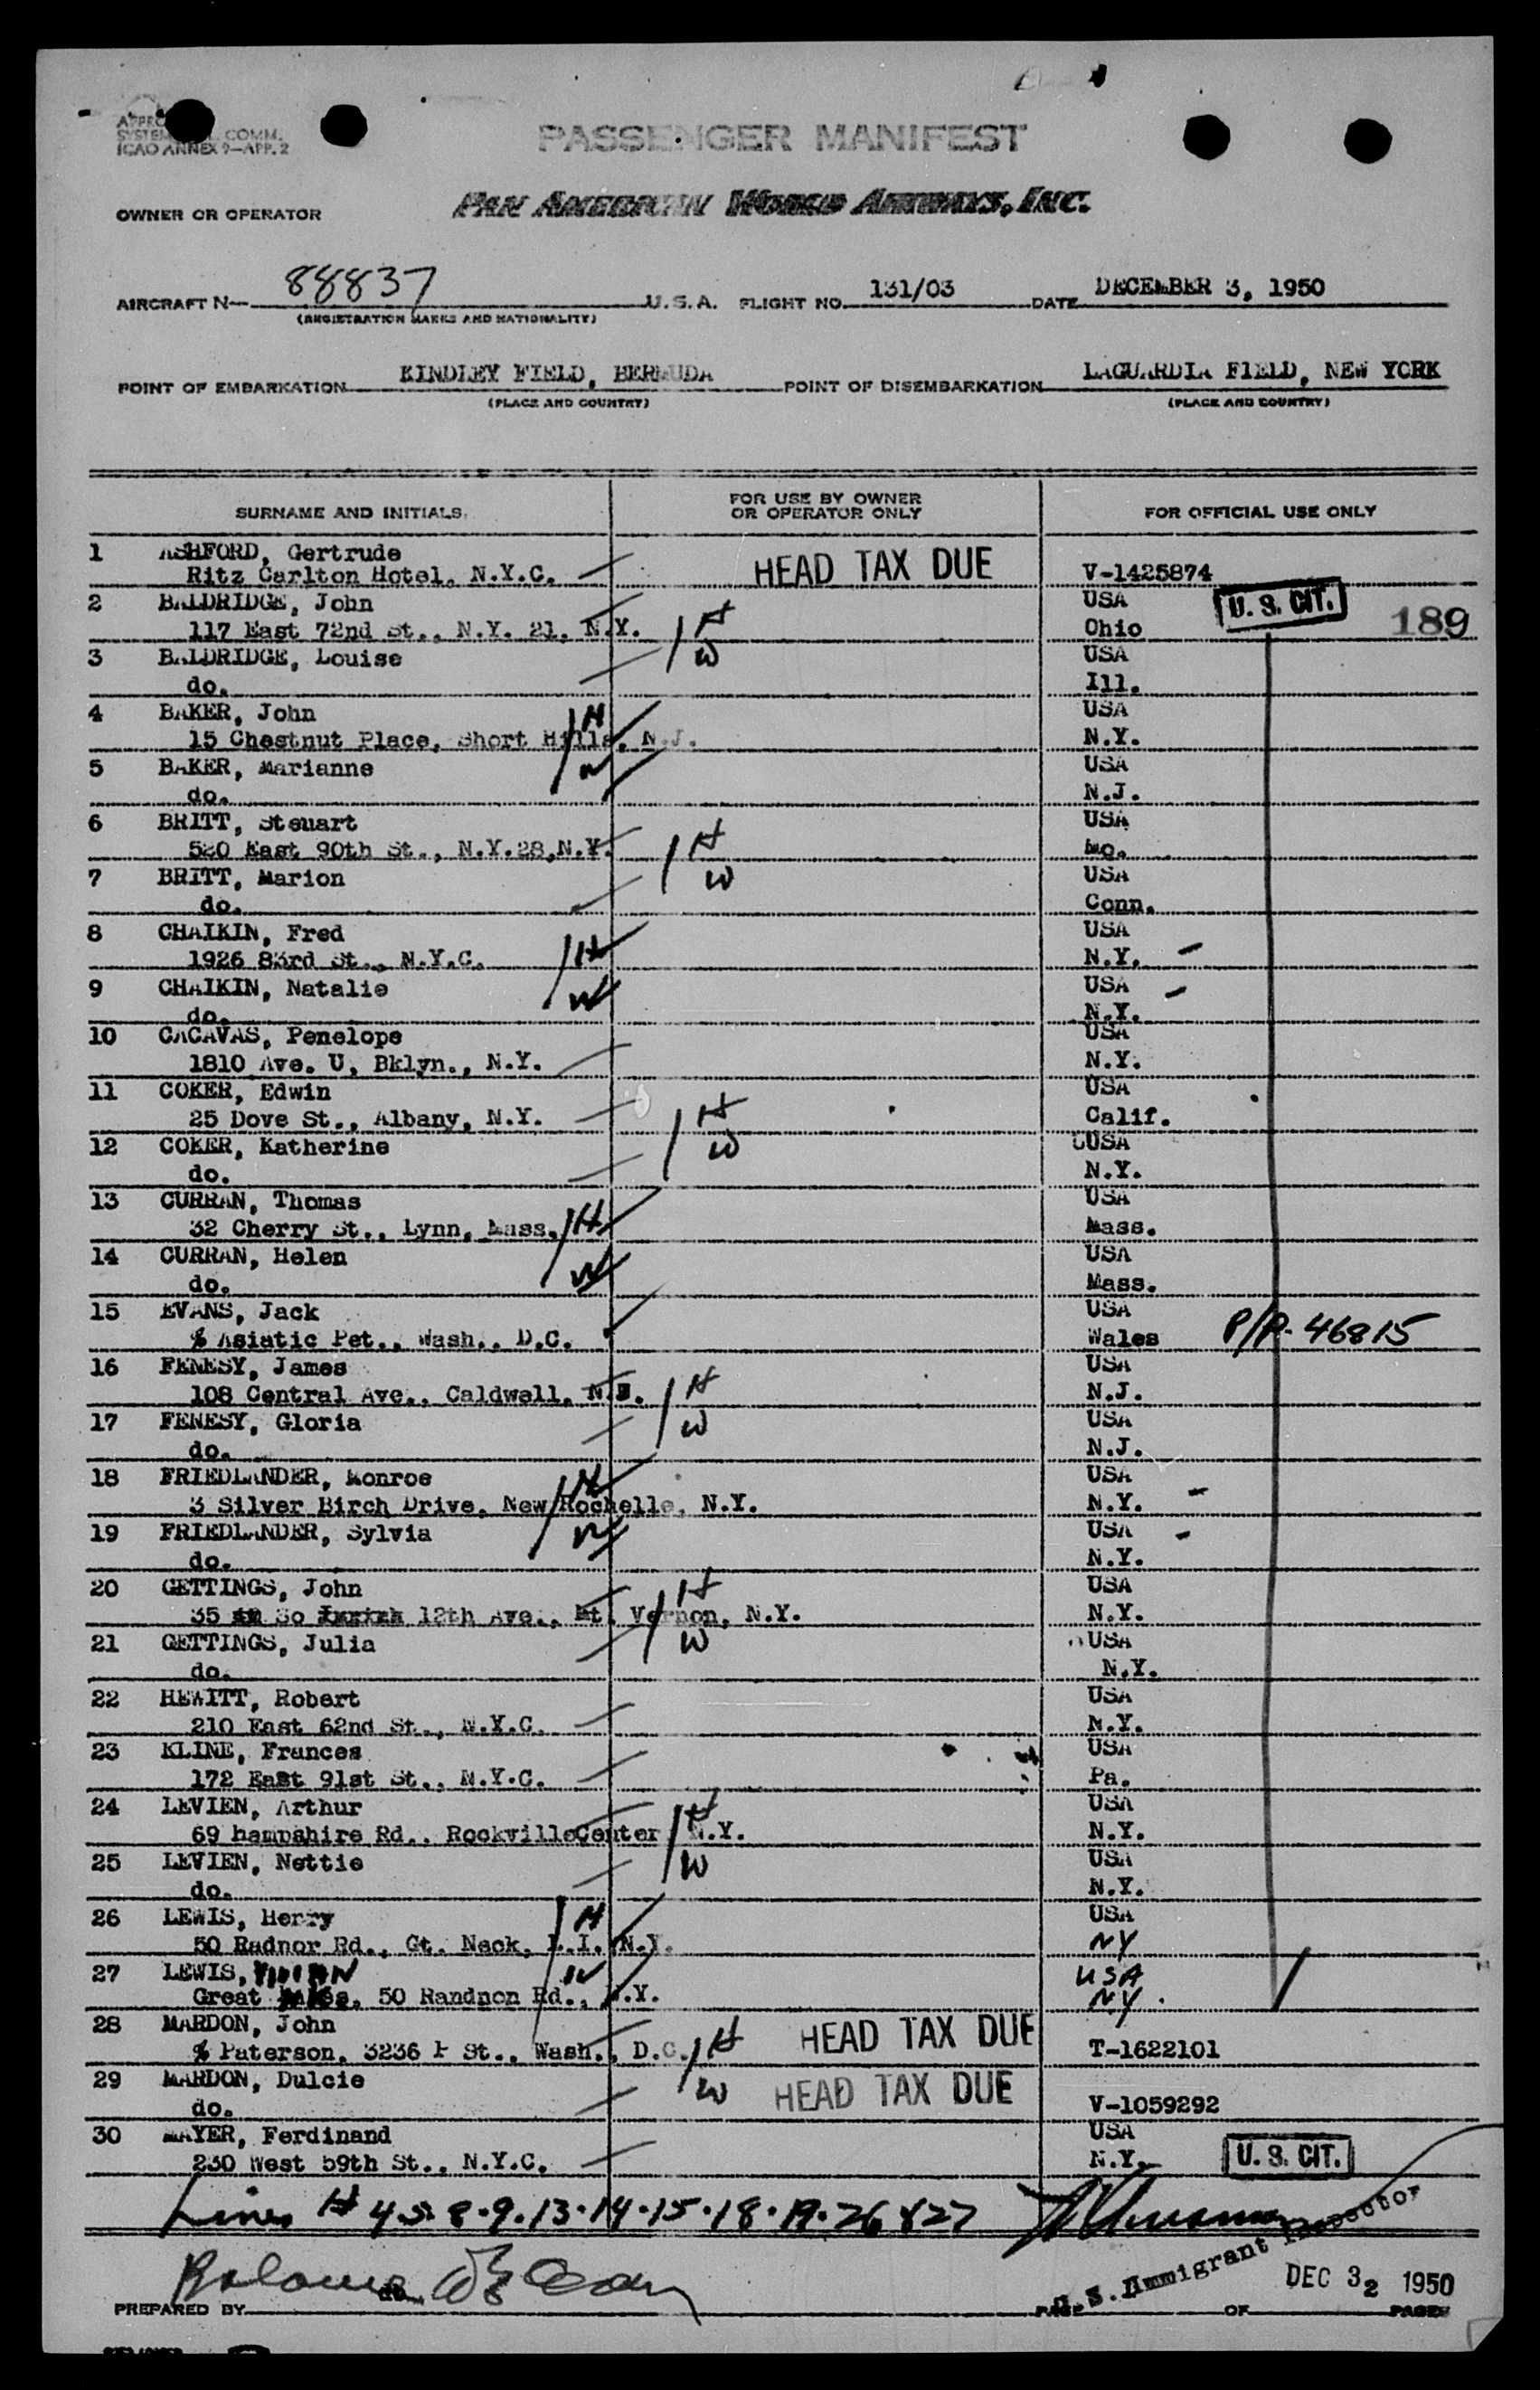 PASSENGER MANIFEST
COMM.
ICAO ANNEX 9—APP. 2
PAN AMERICAN WORLD AIRWAYS, INC.
OWNER OR OPERATOR
AIRCRAFT N— 88837 U.S.A. FLIGHT NO. 131/03 DATE DECEMBER 3, 1950
(REGISTRATION MARKS AND NATIONALITY)
POINT OF EMBARKATION KINDLEY FIELD, BERMUDA POINT OF DISEMBARKATION LAGUARDIA FIELD, NEW YORK
(PLACE AND COUNTRY) (PLACE AND COUNTRY)
SURNAME AND INITIALS FOR USE BY OWNER OR OPERATOR ONLY FOR OFFICIAL USE ONLY
1 ASHFORD, Gertrude
Ritz Carlton Hotel, N.Y.C. HEAD TAX DUE V-1425874
2 BALDRIDGE, John USA U. S. CIT. 189
117 East 72nd St., N.Y. 21, N.Y. H Ohio
3 BALDRIDGE, Louise W USA
do. Ill.
4 BAKER, John H USA
15 Chestnut Place, Short Hills, N.J. N.Y.
5 BAKER, Marianne W USA
do. N.J.
6 BRITT, Steuart USA
520 East 90th St., N.Y.28,N.Y. H Mo.
7 BRITT, Marion W USA
do. Conn.
8 CHAIKIN, Fred USA
1926 83rd St., N.Y.C. H N.Y.
9 CHAIKIN, Natalie W USA
do. N.Y.
10 CACAVAS, Penelope USA
1810 Ave. U, Bklyn., N.Y. N.Y.
11 COKER, Edwin USA
25 Dove St., Albany, N.Y. H Calif.
12 COKER, Katherine W USA
do. N.Y.
13 CURRAN, Thomas USA
32 Cherry St., Lynn, Mass. H Mass.
14 CURRAN, Helen W USA
do. Mass.
15 EVANS, Jack USA
% Asiatic Pet., Wash., D.C. Wales P/P. 46815
16 FENESY, James USA
108 Central Ave., Caldwell, N.J. H N.J.
17 FENESY, Gloria W USA
do. N.J.
18 FRIEDLANDER, Monroe H USA
3 Silver Birch Drive, New Rochelle, N.Y. N.Y.
19 FRIEDLANDER, Sylvia W USA
do. N.Y.
20 GETTINGS, John H USA
35 So 12th Ave., Mt. Vernon, N.Y. N.Y.
21 GETTINGS, Julia W USA
do. N.Y.
22 HEWITT, Robert USA
210 East 62nd St., N.Y.C. N.Y.
23 KLINE, Frances USA
172 East 91st St., N.Y.C. Pa.
24 LEVIEN, Arthur H USA
69 hampshire Rd., RockvilleCenter N.Y. N.Y.
25 LEVIEN, Nettie W USA
do. N.Y.
26 LEWIS, Henry H USA
50 Radnor Rd., Gt. Neck, L.I. N.Y. NY
27 LEWIS, VIVIAN W USA
Great 50 Randnon Rd., N.Y. NY
28 MARDON, John HEAD TAX DUE
% Paterson, 3236 P St., Wash., D.C. H T-1622101
29 MARDON, Dulcie W HEAD TAX DUE
do. V-1059292
30 MAYER, Ferdinand USA
230 West 59th St., N.Y.C. N.Y. U. S. CIT.
Lines # 4.5.8.9.13.14.15.18.19.26 & 27
U.S. Immigrant Inspector
DEC 3 1950
PREPARED BY PAGE 2 OF PAGES